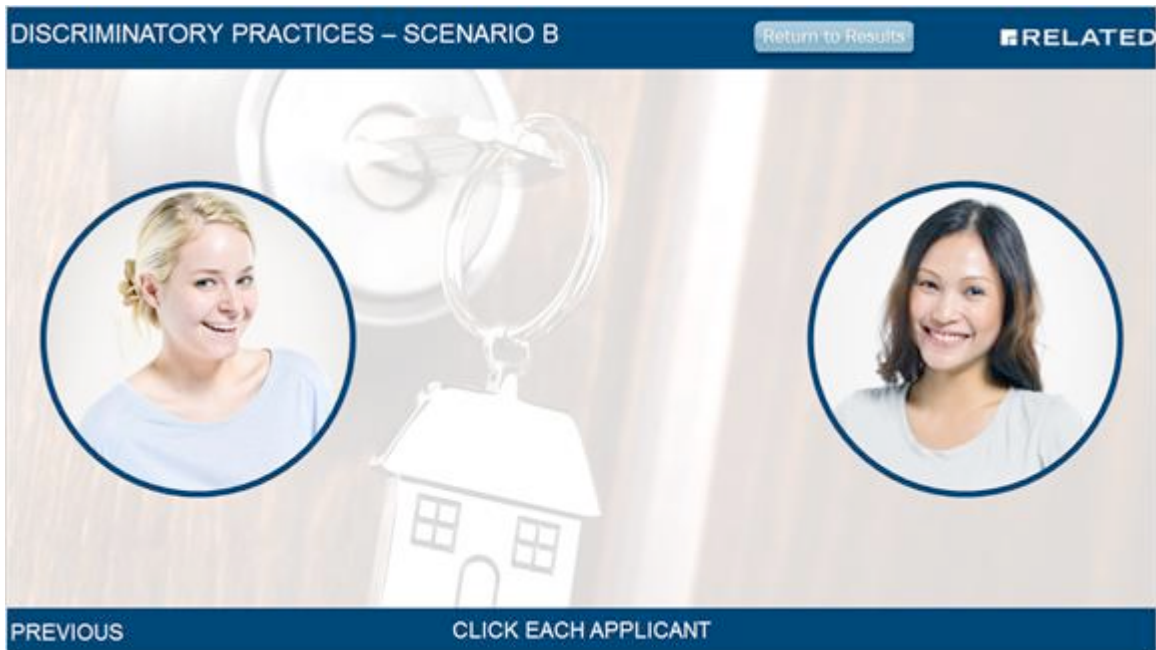 DISCRIMINATORY PRACTICES – SCENARIO B
Return to Results
RELATED
PREVIOUS
CLICK EACH APPLICANT